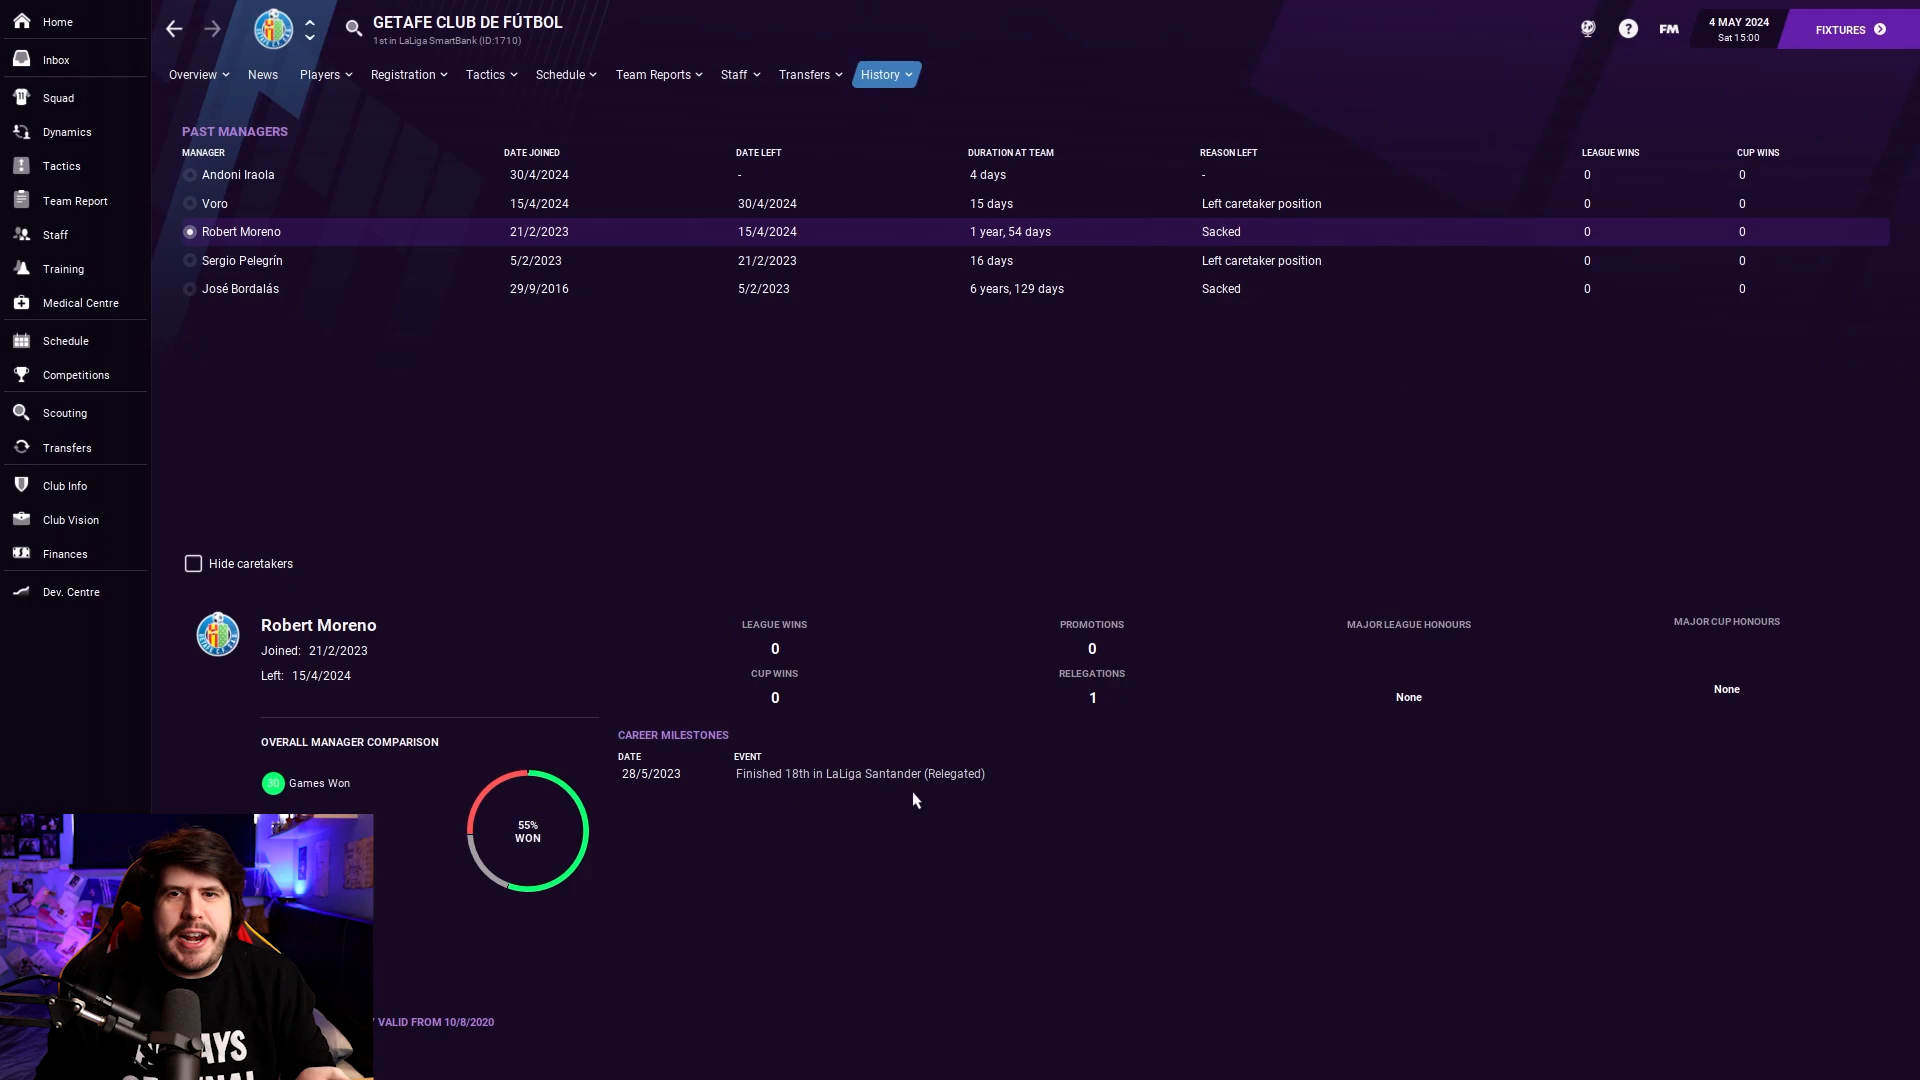 Home
Inbox
Squad
Dynamics
Tactics
Team Report
Staff
Training
Medical Centre
Schedule
Competitions
Scouting
Transfers
Club Info
Club Vision
Finances
Dev. Centre
GETAFE CLUB DE FÚTBOL
1st in LaLiga SmartBank (ID:1710)
FM
4 MAY 2024
Sat 15:00
FIXTURES
Overview News Players Registration Tactics Schedule Team Reports Staff Transfers History
PAST MANAGERS
MANAGER DATE JOINED DATE LEFT DURATION AT TEAM REASON LEFT LEAGUE WINS CUP WINS
Andoni Iraola 30/4/2024 - 4 days - 0 0
Voro 15/4/2024 30/4/2024 15 days Left caretaker position 0 0
Robert Moreno 21/2/2023 15/4/2024 1 year, 54 days Sacked 0 0
Sergio Pelegrín 5/2/2023 21/2/2023 16 days Left caretaker position 0 0
José Bordalás 29/9/2016 5/2/2023 6 years, 129 days Sacked 0 0
Hide caretakers
Robert Moreno
Joined: 21/2/2023
Left: 15/4/2024
LEAGUE WINS
0
CUP WINS
0
PROMOTIONS
0
RELEGATIONS
1
MAJOR LEAGUE HONOURS
None
MAJOR CUP HONOURS
None
OVERALL MANAGER COMPARISON
30 Games Won
55%
WON
CAREER MILESTONES
DATE EVENT
28/5/2023 Finished 18th in LaLiga Santander (Relegated)
VALID FROM 10/8/2020